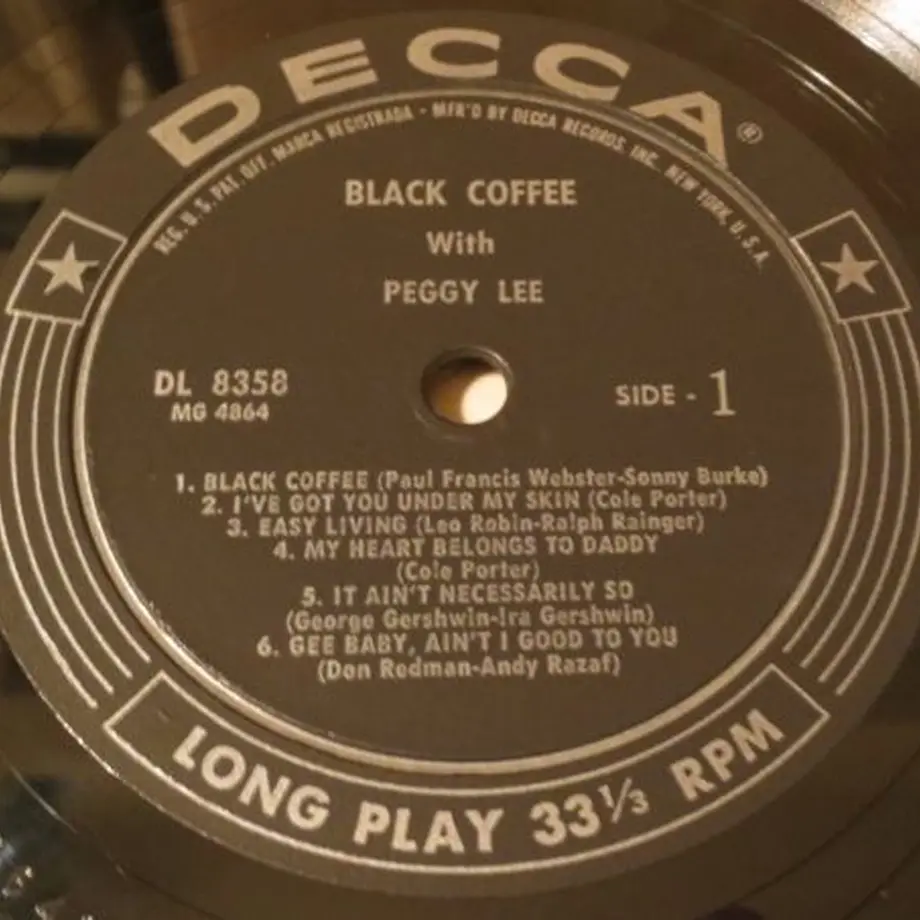 DECCA®
REG. U.S. PAT. OFF. MARCA REGISTRADA • MFR'D BY DECCA RECORDS, INC. NEW YORK, U.S.A.
BLACK COFFEE
With
PEGGY LEE
DL 8358
MG 4864
SIDE - 1
1. BLACK COFFEE (Paul Francis Webster-Sonny Burke)
2. I'VE GOT YOU UNDER MY SKIN (Cole Porter)
3. EASY LIVING (Leo Robin-Ralph Rainger)
4. MY HEART BELONGS TO DADDY
(Cole Porter)
5. IT AIN'T NECESSARILY SO
(George Gershwin-Ira Gershwin)
6. GEE BABY, AIN'T I GOOD TO YOU
(Don Redman-Andy Razaf)
LONG PLAY 33⅓ RPM